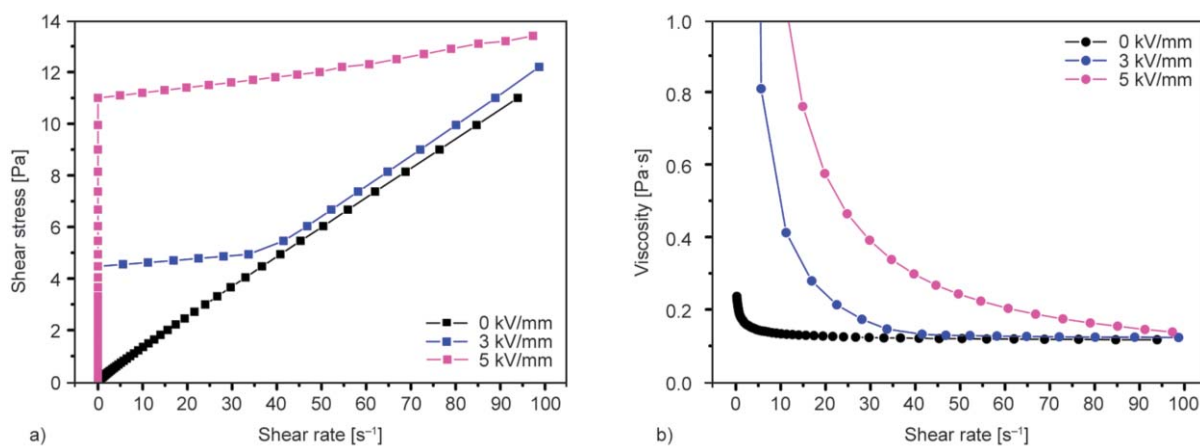 14
12
10
8
6
4
2
0
Shear stress [Pa]
0 kV/mm
3 kV/mm
5 kV/mm
0 10 20 30 40 50 60 70 80 90 100
a) Shear rate [s⁻¹]
1.0
0.8
0.6
0.4
0.2
0.0
Viscosity [Pa·s]
0 kV/mm
3 kV/mm
5 kV/mm
0 10 20 30 40 50 60 70 80 90 100
b) Shear rate [s⁻¹]